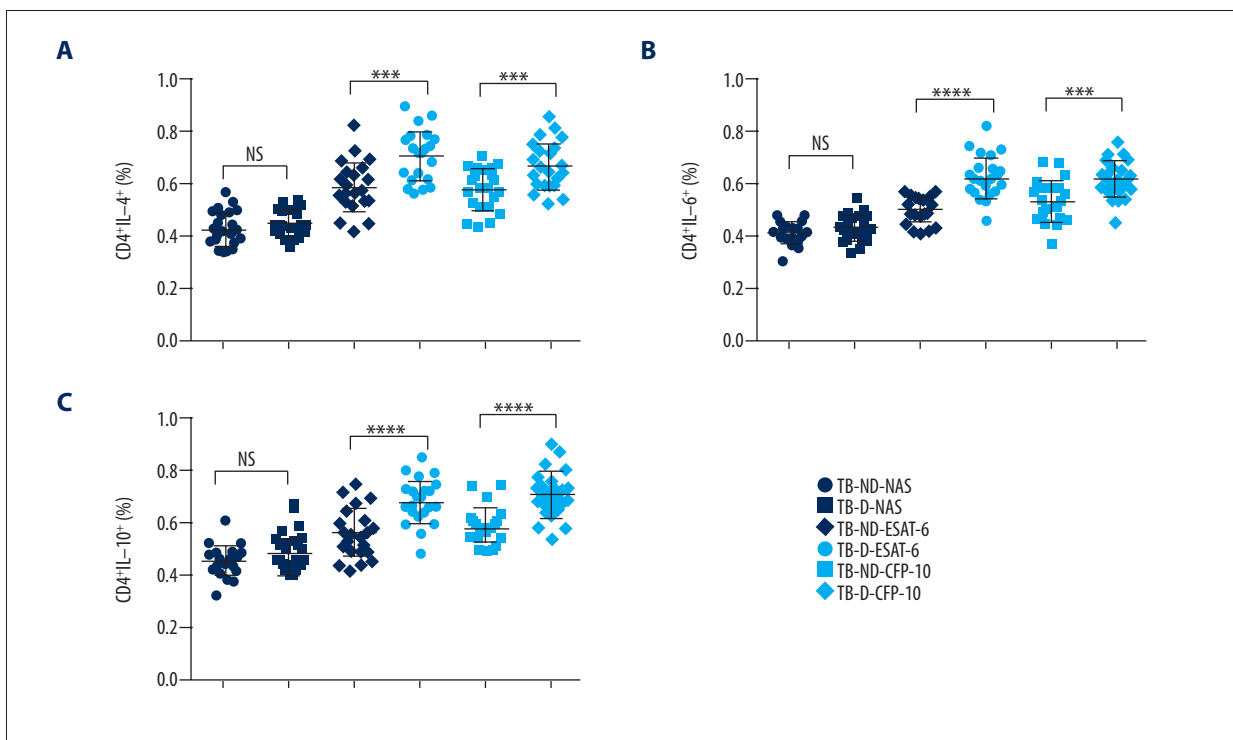 A
CD4⁺IL–4⁺ (%)
1.0
0.8
0.6
0.4
0.2
0.0
NS
***
***
B
CD4⁺IL–6⁺ (%)
1.0
0.8
0.6
0.4
0.2
0.0
NS
****
***
C
CD4⁺IL–10⁺ (%)
1.0
0.8
0.6
0.4
0.2
0.0
NS
****
****
TB-ND-NAS
TB-D-NAS
TB-ND-ESAT-6
TB-D-ESAT-6
TB-ND-CFP-10
TB-D-CFP-10